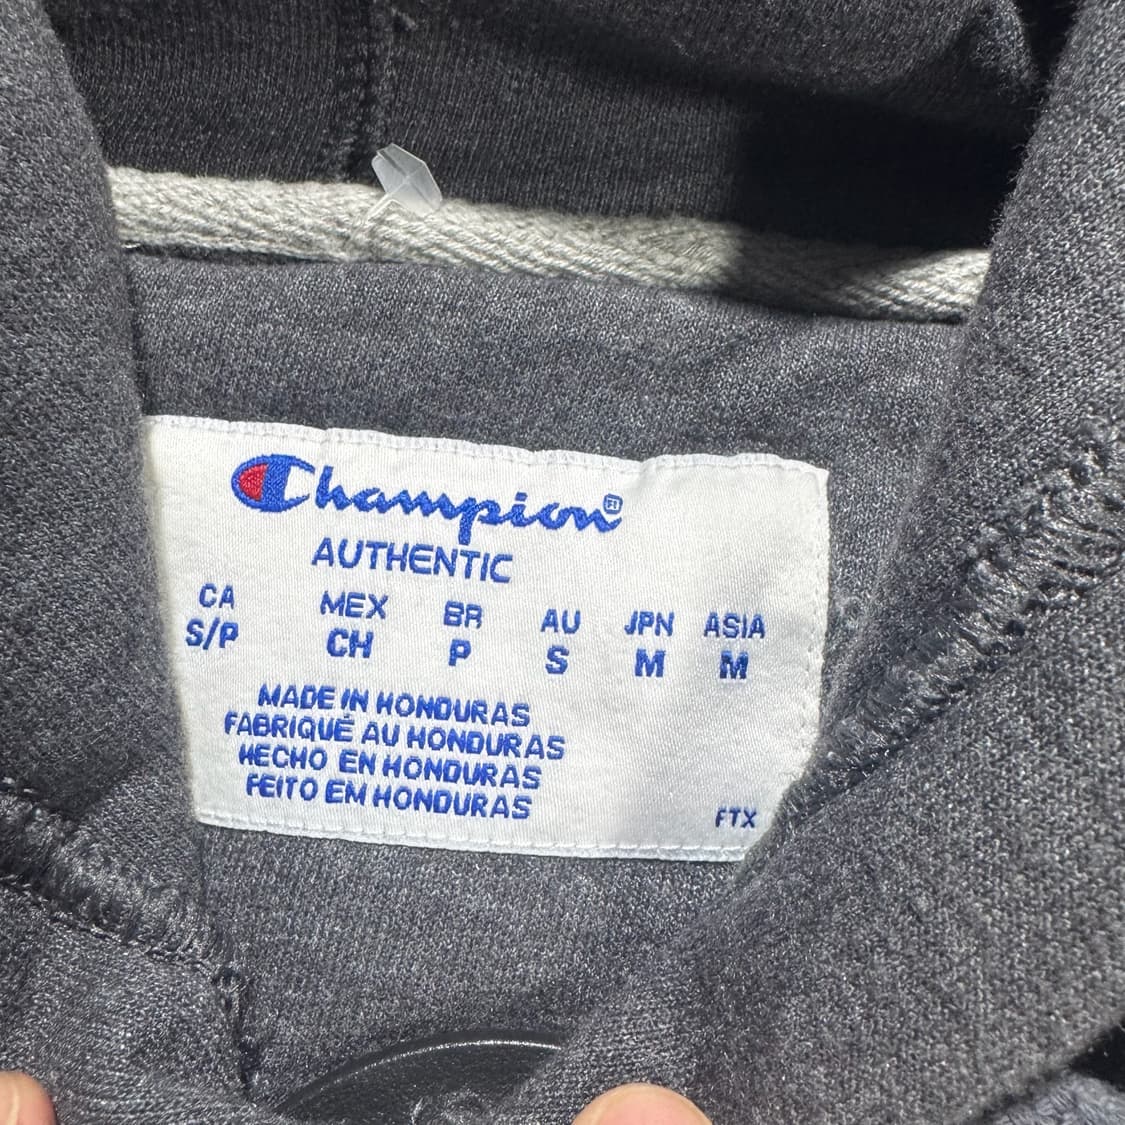 Champion
AUTHENTIC
CA MEX BR AU JPN ASIA
S/P CH P S M M
MADE IN HONDURAS
FABRIQUÉ AU HONDURAS
HECHO EN HONDURAS
FEITO EM HONDURAS
FTX